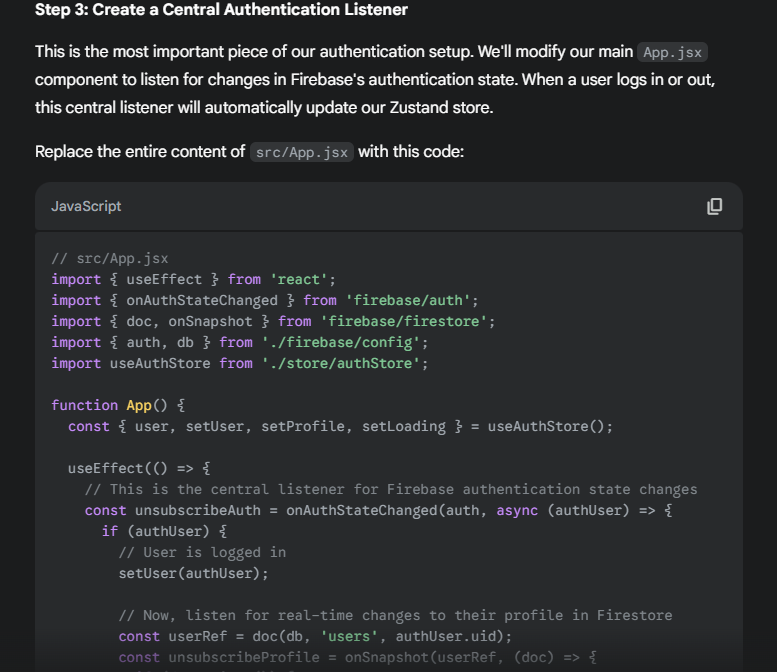 Step 3: Create a Central Authentication Listener
This is the most important piece of our authentication setup. We'll modify our main App.jsx
component to listen for changes in Firebase's authentication state. When a user logs in or out,
this central listener will automatically update our Zustand store.
Replace the entire content of src/App.jsx with this code:
JavaScript
// src/App.jsx
import { useEffect } from 'react';
import { onAuthStateChanged } from 'firebase/auth';
import { doc, onSnapshot } from 'firebase/firestore';
import { auth, db } from './firebase/config';
import useAuthStore from './store/authStore';
function App() {
const { user, setUser, setProfile, setLoading } = useAuthStore();
useEffect(() => {
// This is the central listener for Firebase authentication state changes
const unsubscribeAuth = onAuthStateChanged(auth, async (authUser) => {
if (authUser) {
// User is logged in
setUser(authUser);
// Now, listen for real-time changes to their profile in Firestore
const userRef = doc(db, 'users', authUser.uid);
const unsubscribeProfile = onSnapshot(userRef, (doc) => {